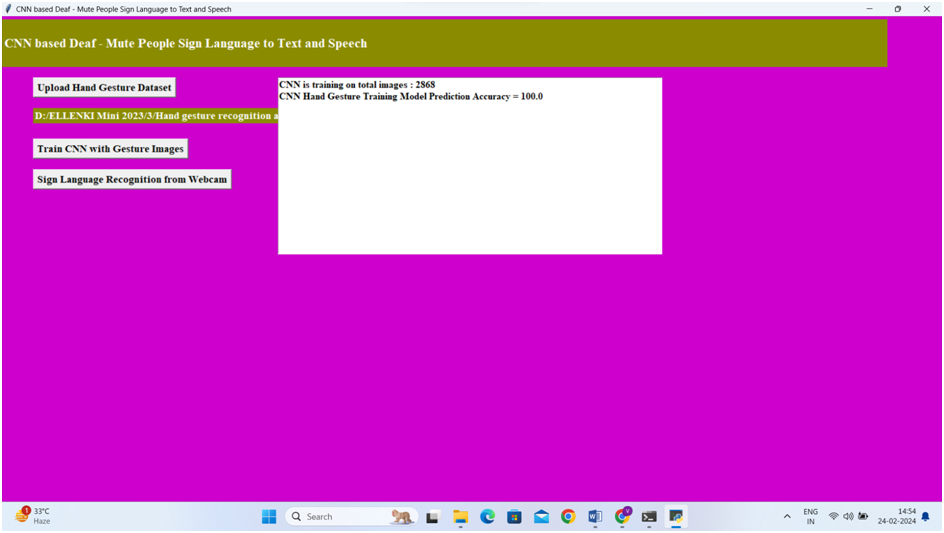 CNN based Deaf - Mute People Sign Language to Text and Speech
CNN based Deaf - Mute People Sign Language to Text and Speech
Upload Hand Gesture Dataset
D:/ELLENKI Mini 2023/3/Hand gesture recognition a
Train CNN with Gesture Images
Sign Language Recognition from Webcam
CNN is training on total images : 2868
CNN Hand Gesture Training Model Prediction Accuracy = 100.0
1
33°C
Haze
Search
V
ENG
IN
14:54
24-02-2024